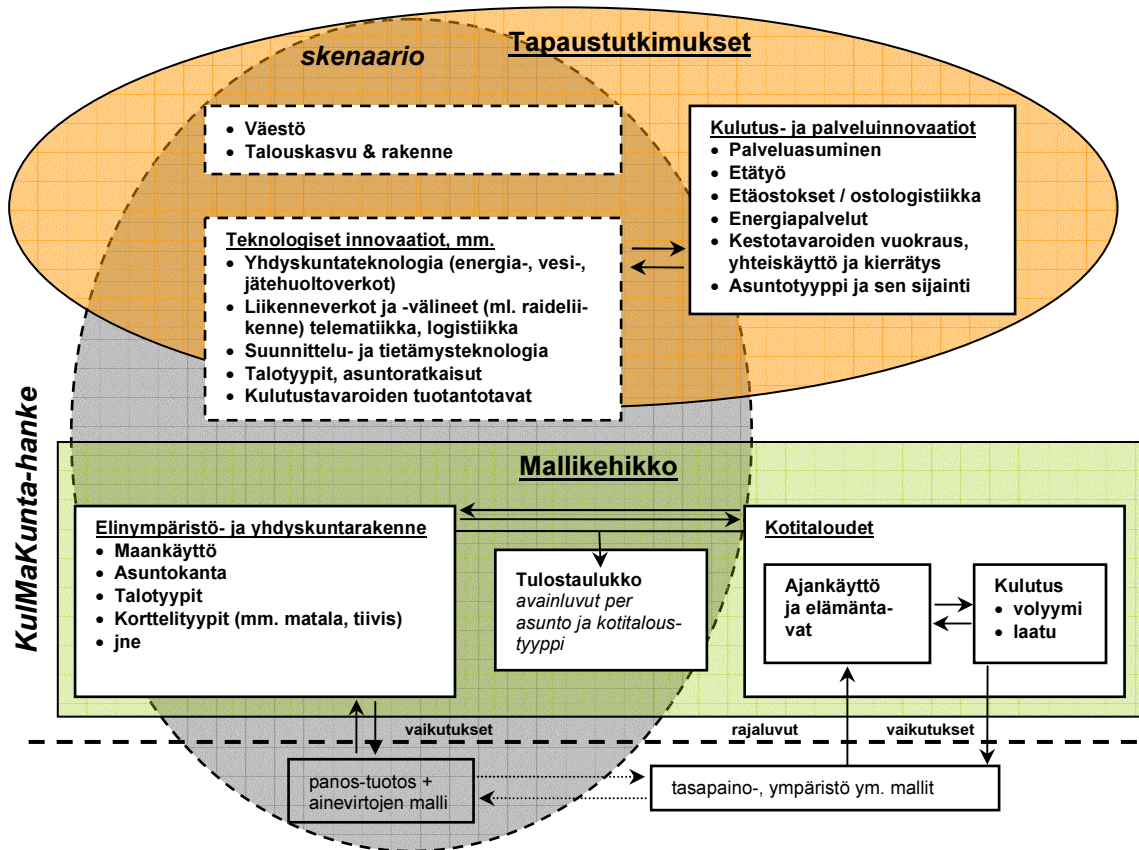 Tapaustutkimukset
skenaario
• Väestö
• Talouskasvu & rakenne
Kulutus- ja palveluinnovaatiot
• Palveluasuminen
• Etätyö
• Etäostokset / ostologistiikka
• Energiapalvelut
• Kestotavaroiden vuokraus,
yhteiskäyttö ja kierrätys
• Asuntotyyppi ja sen sijainti
Teknologiset innovaatiot, mm.
• Yhdyskuntateknologia (energia-, vesi-,
jätehuoltoverkot)
• Liikenneverkot ja -välineet (ml. raidelii-
kenne) telematiikka, logistiikka
• Suunnittelu- ja tietämysteknologia
• Talotyypit, asuntoratkaisut
• Kulutustavaroiden tuotantotavat
KulMaKunta-hanke
Mallikehikko
Elinympäristö- ja yhdyskuntarakenne
• Maankäyttö
• Asuntokanta
• Talotyypit
• Korttelityypit (mm. matala, tiivis)
• jne
Tulostaulukko
avainluvut per
asunto ja kotitalous-
tyyppi
Kotitaloudet
Ajankäyttö
ja elämänta-
vat
Kulutus
• volyymi
• laatu
vaikutukset
rajaluvut
vaikutukset
panos-tuotos +
ainevirtojen malli
tasapaino-, ympäristö ym. mallit